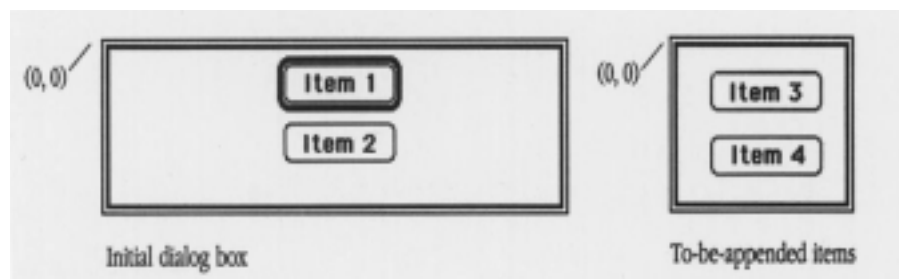 (0, 0)
Item 1
Item 2
Initial dialog box
(0, 0)
Item 3
Item 4
To-be-appended items